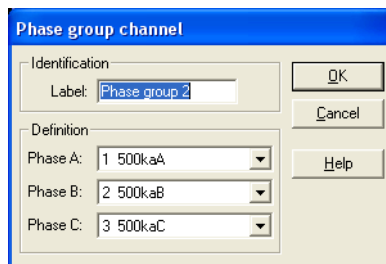 Phase group channel
Identification
Label: Phase group 2
OK
Cancel
Definition
Phase A: 1 500kaA
Help
Phase B: 2 500kaB
Phase C: 3 500kaC